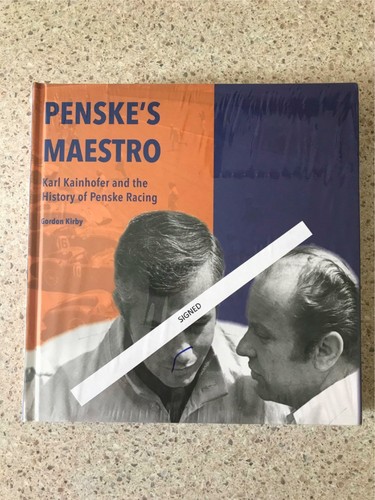 PENSKE'S
MAESTRO
Karl Kainhofer and the
History of Penske Racing
Gordon Kirby
SIGNED